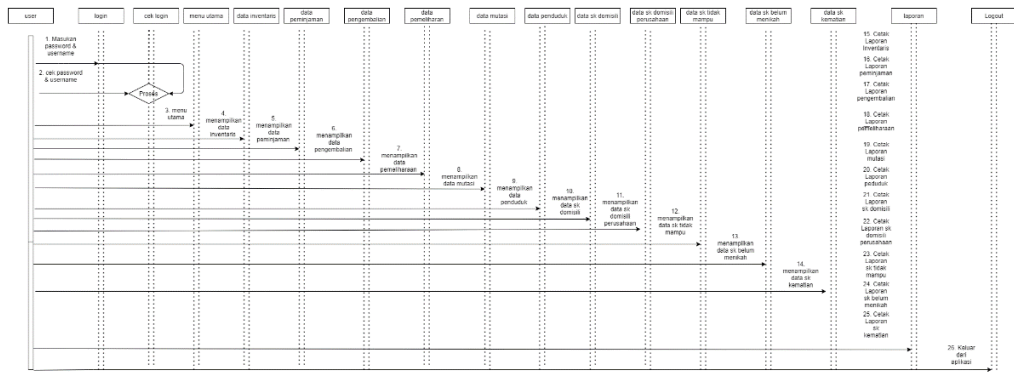 user
login
cek login
menu utama
data inventaris
data
peminjaman
data
pengembalian
data
pemeliharaan
data mutasi
data penduduk
data sk domisili
data sk domisili
perusahaan
data sk tidak
mampu
data sk belum
menikah
data sk
kematian
laporan
Logout
1. Masukan
password &
username
2. cek password
& username
Proses
3. menu
utama
4.
menampilkan
data
inventaris
5.
menampilkan
data
peminjaman
6.
menampilkan
data
pengembalian
7.
menampilkan
data
pemeliharaan
8.
menampilkan
data mutasi
9.
menampilkan
data
penduduk
10.
menampilkan
data sk
domisili
11.
menampilkan
data sk
domisili
perusahaan
12.
menampilkan
data sk tidak
mampu
13.
menampilkan
data sk belum
menikah
14.
menampilkan
data sk
kematian
15. Cetak
Laporan
Inventaris
16. Cetak
Laporan
peminjaman
17. Cetak
Laporan
pengembalian
18. Cetak
Laporan
19. Cetak
Laporan
mutasi
20. Cetak
Laporan
21. Cetak
Laporan
sk domisili
22. Cetak
Laporan sk
domisili
perusahaan
23. Cetak
Laporan
sk tidak
mampu
24. Cetak
Laporan
sk belum
menikah
25. Cetak
Laporan
sk
kematian
26. Keluar
dari
aplikasi